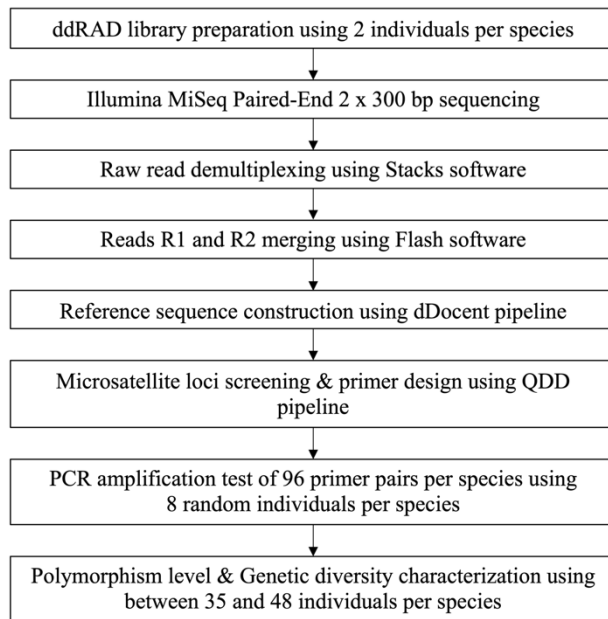 ddRAD library preparation using 2 individuals per species
Illumina MiSeq Paired-End 2 x 300 bp sequencing
Raw read demultiplexing using Stacks software
Reads R1 and R2 merging using Flash software
Reference sequence construction using dDocent pipeline
Microsatellite loci screening & primer design using QDD
pipeline
PCR amplification test of 96 primer pairs per species using
8 random individuals per species
Polymorphism level & Genetic diversity characterization using
between 35 and 48 individuals per species